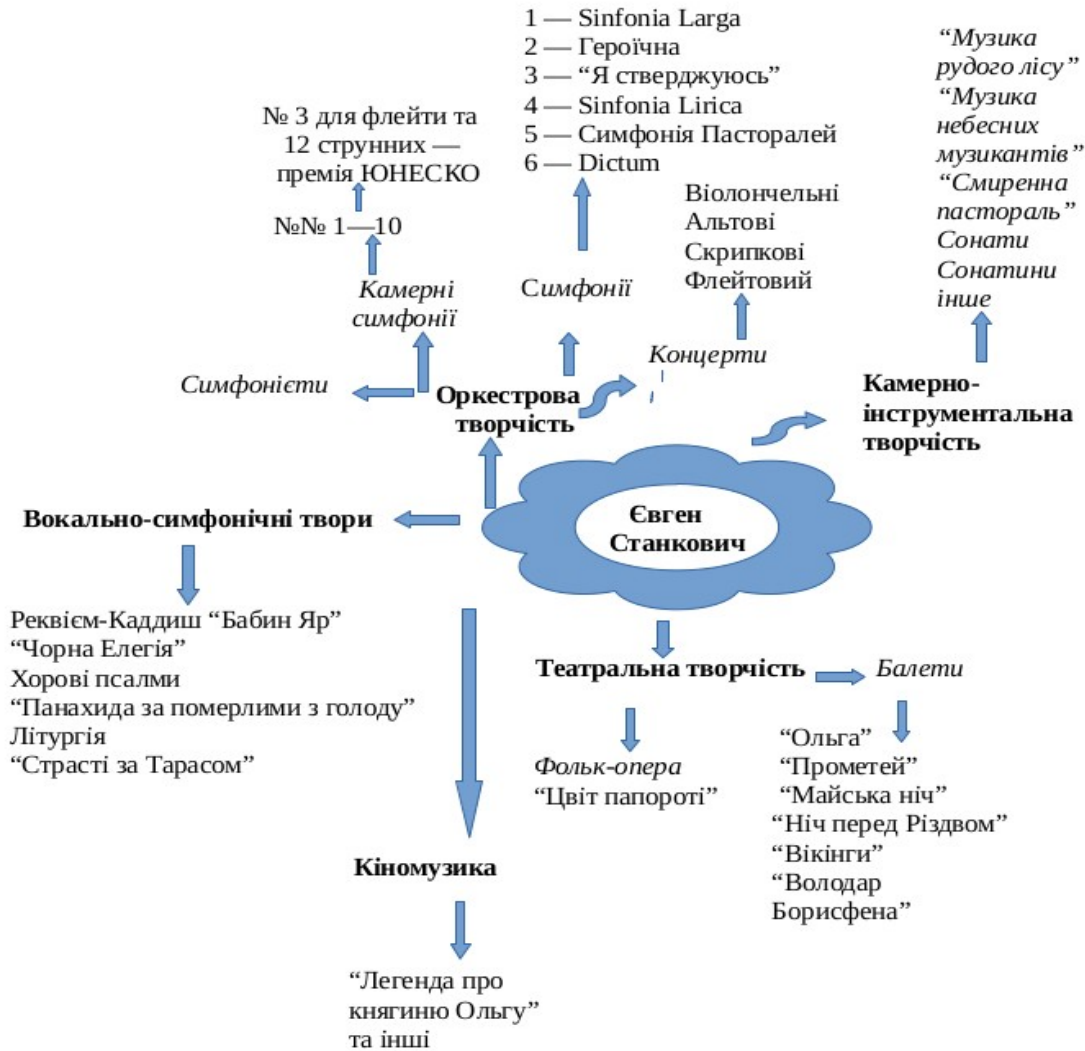 1 — Sinfonia Larga
2 — Героїчна
3 — “Я стверджуюсь”
4 — Sinfonia Lirica
5 — Симфонія Пасторалей
6 — Dictum
“Музика
рудого лісу”
“Музика
небесних
музикантів”
“Смиренна
пастораль”
Сонати
Сонатини
інше
№ 3 для флейти та
12 струнних —
премія ЮНЕСКО
№№ 1—10
Віолончельні
Альтові
Скрипкові
Флейтовий
Камерні
симфонії
Симфонії
Концерти
Симфонієти
Оркестрова
творчість
Камерно-
інструментальна
творчість
Вокально-симфонічні твори
Євген
Станкович
Реквієм-Каддиш “Бабин Яр”
“Чорна Елегія”
Хорові псалми
“Панахида за померлими з голоду”
Літургія
“Страсті за Тарасом”
Театральна творчість
Балети
Фольк-опера
“Цвіт папороті”
“Ольга”
“Прометей”
“Майська ніч”
“Ніч перед Різдвом”
“Вікінги”
“Володар
Борисфена”
Кіномузика
“Легенда про
княгиню Ольгу”
та інші